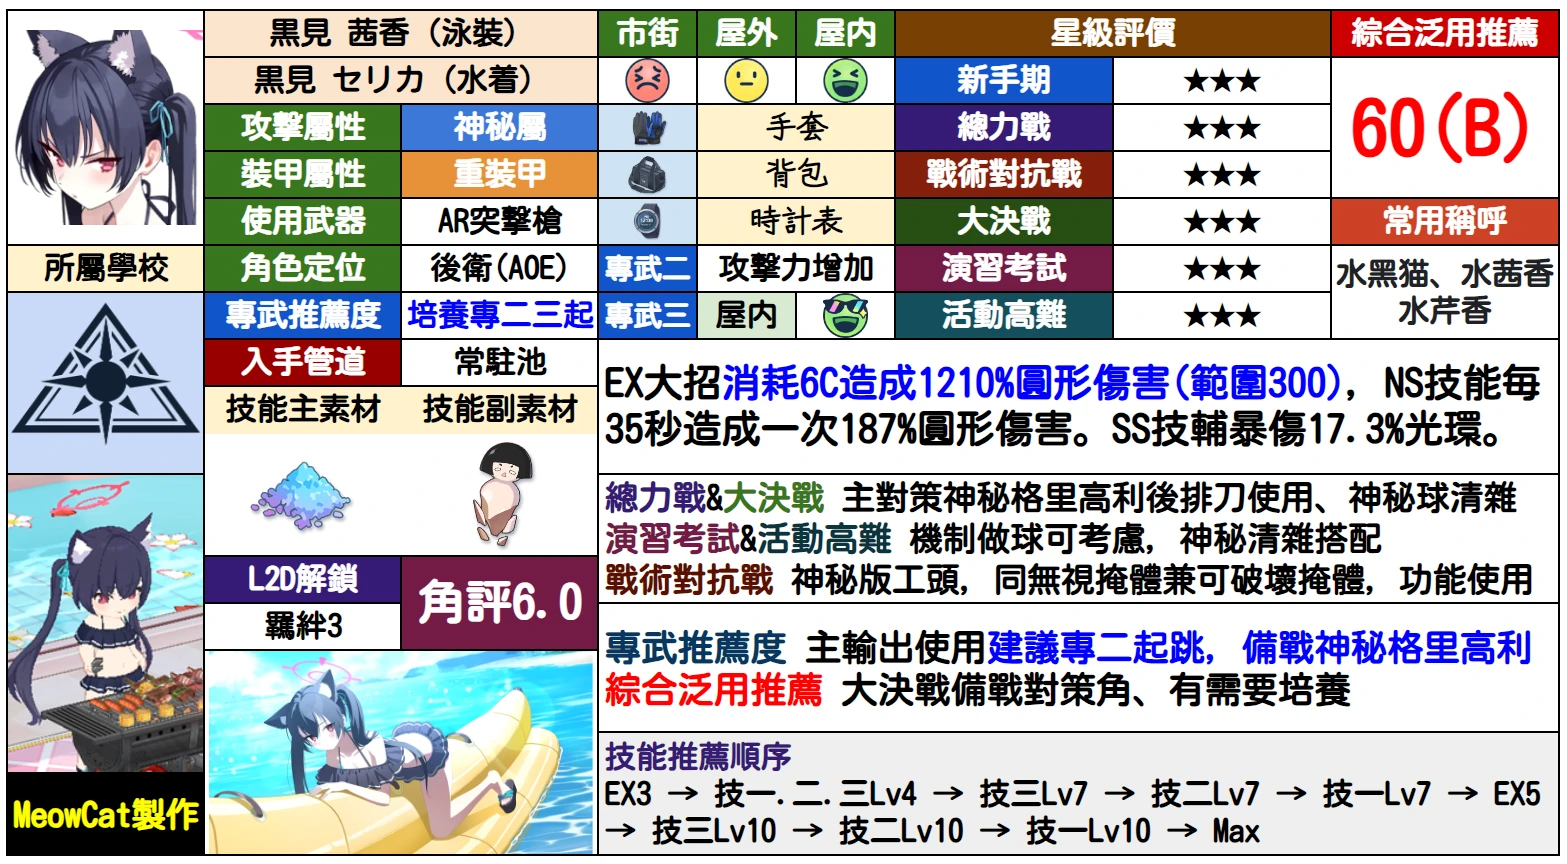 黒見 茜香（泳裝）
市街
屋外
屋内
星級評價
綜合泛用推薦
黒見 セリカ（水着）
新手期
★★★
60(B)
攻擊屬性
神秘屬
手套
總力戰
★★★
裝甲屬性
重裝甲
背包
戰術對抗戰
★★★
使用武器
AR突擊槍
時計表
大決戰
★★★
常用稱呼
所屬學校
角色定位
後衛(AOE)
專武二
攻擊力增加
演習考試
★★★
水黑猫、水茜香
水芹香
專武推薦度
培養專二三起
專武三
屋内
活動高難
★★★
入手管道
常駐池
EX大招消耗6C造成1210%圓形傷害(範圍300), NS技能每
35秒造成一次187%圓形傷害。SS技輔暴傷17.3%光環。
技能主素材
技能副素材
總力戰&大決戰 主對策神秘格里高利後排刀使用、神秘球清雜
演習考試&活動高難 機制做球可考慮, 神秘清雜搭配
戰術對抗戰 神秘版工頭, 同無視掩體兼可破壞掩體, 功能使用
L2D解鎖
羈絆3
角評6.0
專武推薦度 主輸出使用建議專二起跳, 備戰神秘格里高利
綜合泛用推薦 大決戰備戰對策角、有需要培養
技能推薦順序
EX3 → 技一.二.三Lv4 → 技三Lv7 → 技二Lv7 → 技一Lv7 → EX5
→ 技三Lv10 → 技二Lv10 → 技一Lv10 → Max
MeowCat製作